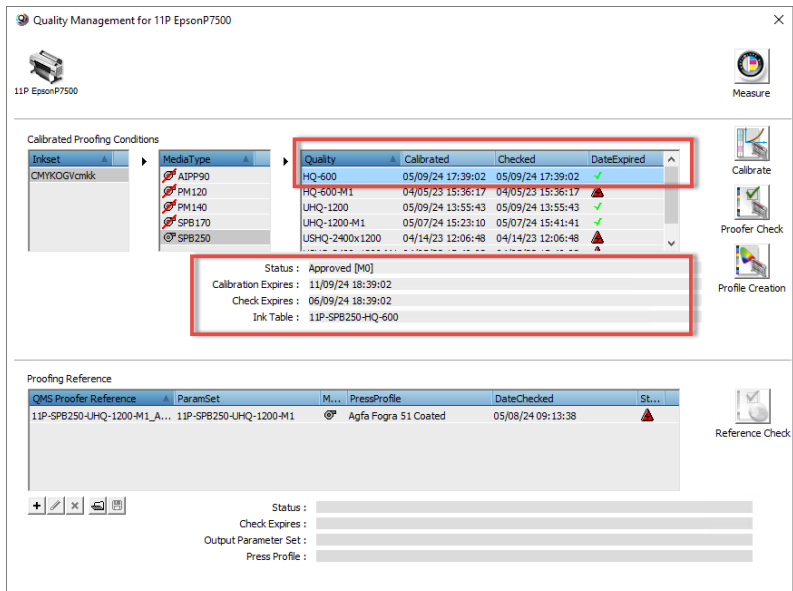 Quality Management for 11P EpsonP7500
11P EpsonP7500
Measure
Calibrated Proofing Conditions
Inkset
CMYKOGVcmkk
MediaType
AIPP90
PM120
PM140
SPB170
SPB250
Quality Calibrated Checked DateExpired
HQ-600 05/09/24 17:39:02 05/09/24 17:39:02
HQ-600-M1 04/05/23 15:36:17 04/05/23 15:36:17
UHQ-1200 05/09/24 13:55:43 05/09/24 13:55:43
UHQ-1200-M1 05/07/24 15:23:10 05/07/24 15:41:41
USHQ-2400x1200 04/14/23 12:06:48 04/14/23 12:06:48
Calibrate
Proofer Check
Profile Creation
Status : Approved [M0]
Calibration Expires : 11/09/24 18:39:02
Check Expires : 06/09/24 18:39:02
Ink Table : 11P-SPB250-HQ-600
Proofing Reference
QMS Proofer Reference ParamSet M... PressProfile DateChecked St...
11P-SPB250-UHQ-1200-M1_A... 11P-SPB250-UHQ-1200-M1 Agfa Fogra 51 Coated 05/08/24 09:13:38
Reference Check
Status :
Check Expires :
Output Parameter Set :
Press Profile :